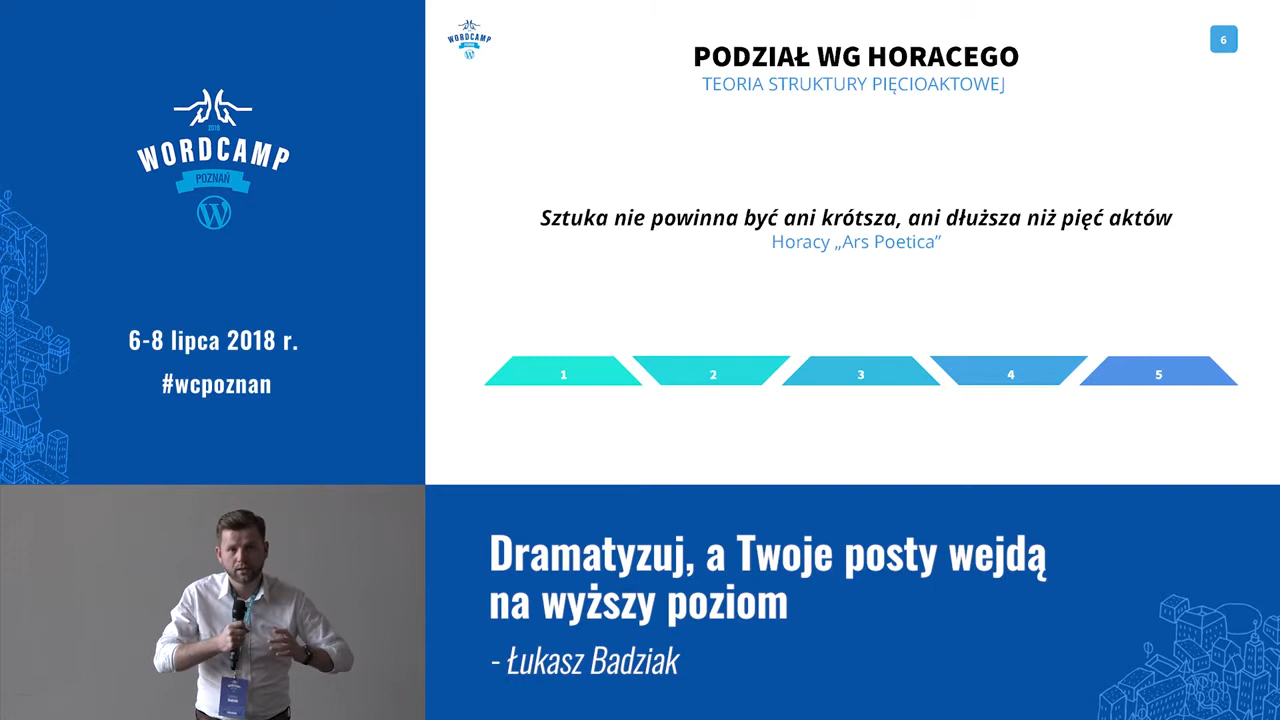 2018
WORDCAMP
POZNAŃ
W
6-8 lipca 2018 r.
#wcpoznan
WORDCAMP
W
6
PODZIAŁ WG HORACEGO
TEORIA STRUKTURY PIĘCIOAKTOWEJ
Sztuka nie powinna być ani krótsza, ani dłuższa niż pięć aktów
Horacy „Ars Poetica”
1 2 3 4 5
Dramatyzuj, a Twoje posty wejdą
na wyższy poziom
- Łukasz Badziak